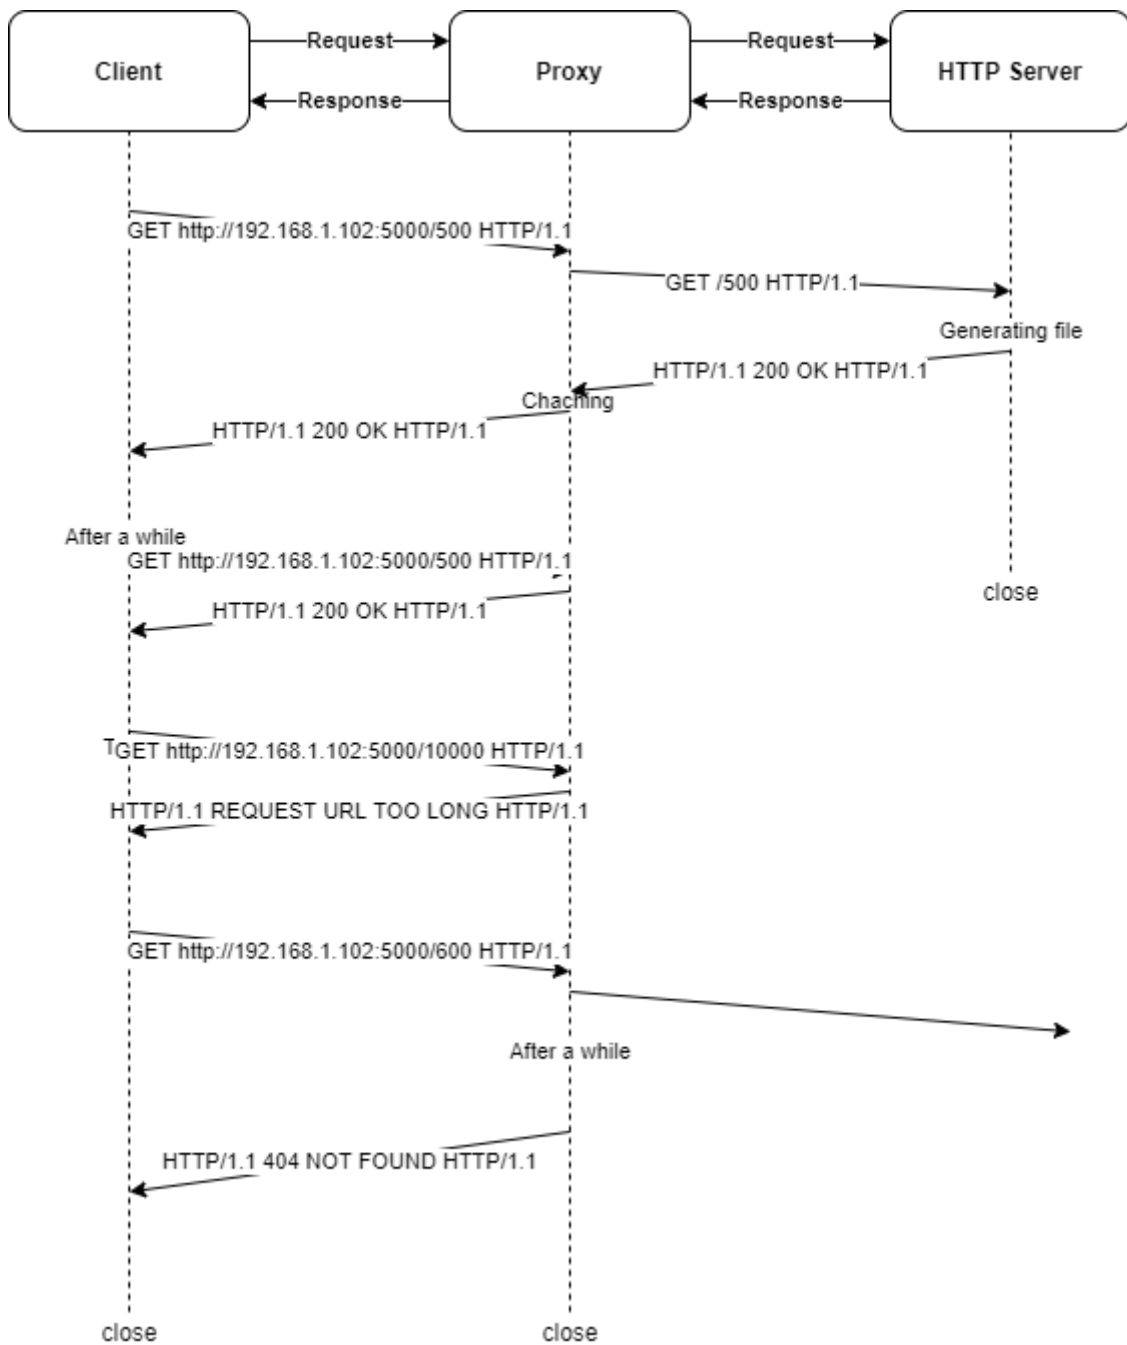 Client
Request
Response
Proxy
Request
Response
HTTP Server
GET http://192.168.1.102:5000/500 HTTP/1.1
GET /500 HTTP/1.1
Generating file
HTTP/1.1 200 OK HTTP/1.1
Chaching
HTTP/1.1 200 OK HTTP/1.1
After a while
GET http://192.168.1.102:5000/500 HTTP/1.1
close
HTTP/1.1 200 OK HTTP/1.1
GET http://192.168.1.102:5000/10000 HTTP/1.1
HTTP/1.1 REQUEST URL TOO LONG HTTP/1.1
GET http://192.168.1.102:5000/600 HTTP/1.1
After a while
HTTP/1.1 404 NOT FOUND HTTP/1.1
close
close